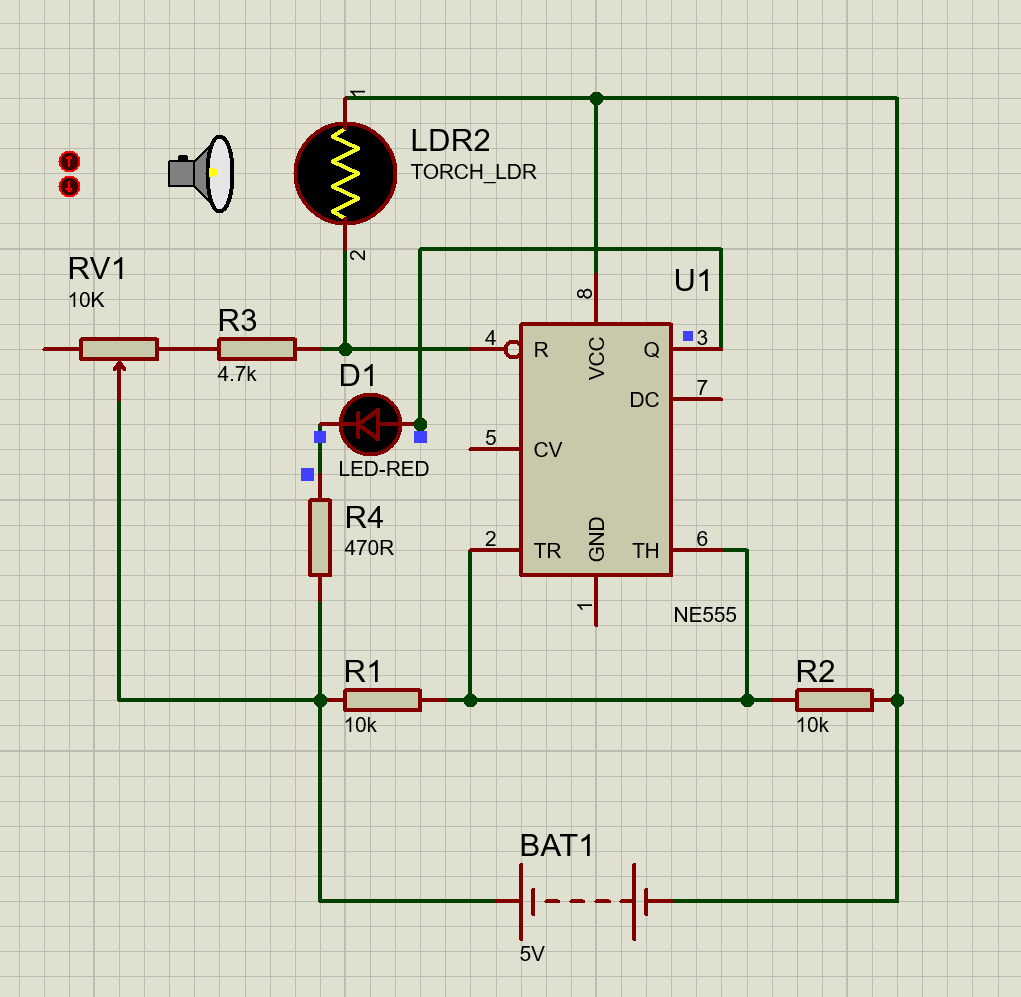 1
LDR2
TORCH_LDR
2
RV1
10K
R3
4.7k
D1
LED-RED
R4
470R
U1
8
4
R
VCC
Q
3
DC
7
5
CV
2
TR
GND
TH
6
1
NE555
R1
10k
R2
10k
BAT1
5V